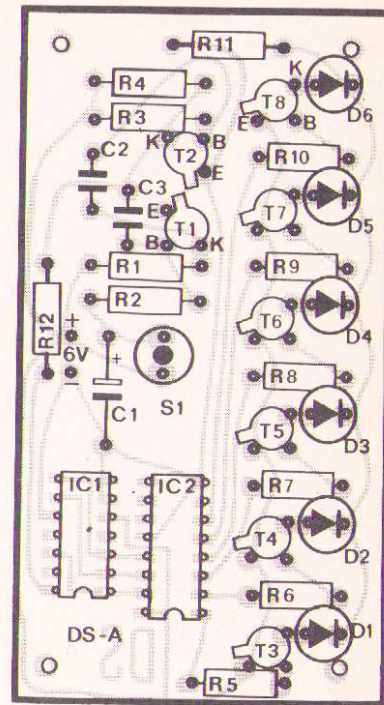 R11
R4
K
T8
D6
E
B
R3
C2
K
B
T2
E
R10
C3
E
T7
D5
T1
B
K
R1
R9
R2
T6
D4
R12
+
6V
–
+
S1
R8
C1
T5
D3
IC1
IC2
R7
T4
D2
R6
D1
DS-A
T3
R5